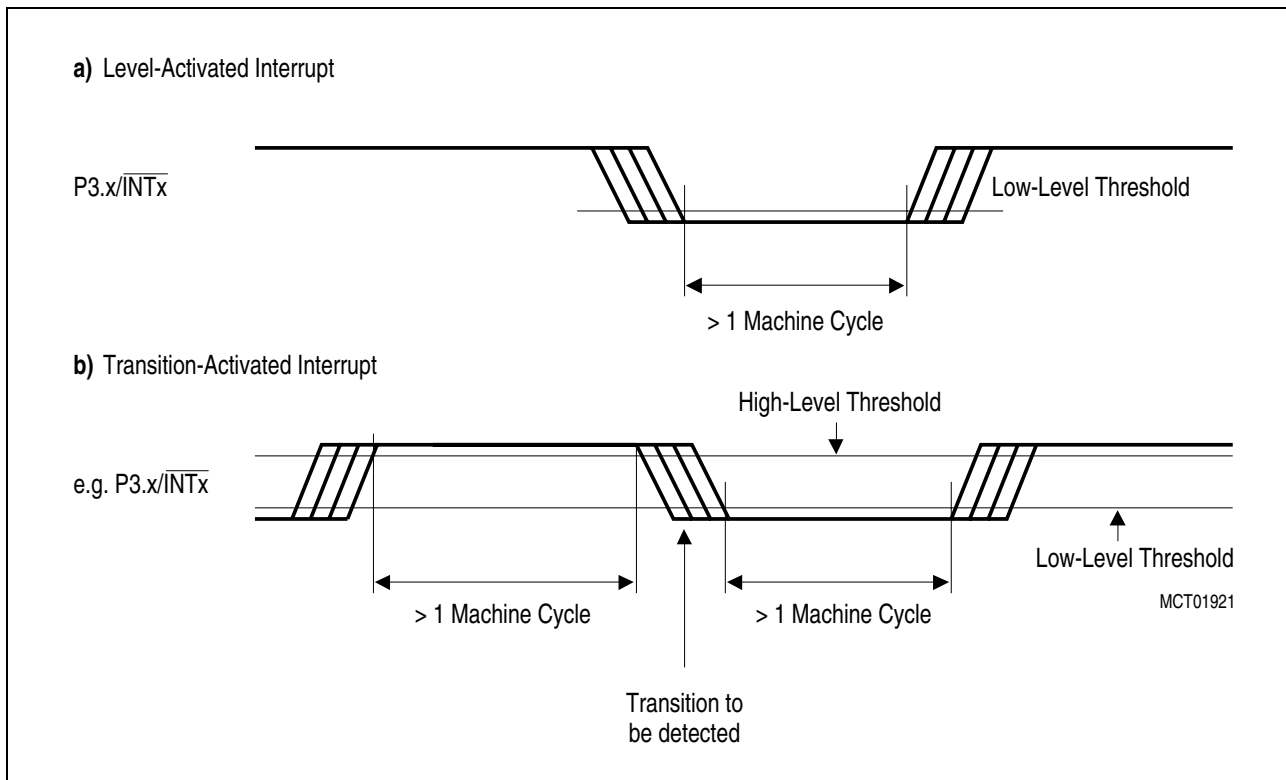 a) Level-Activated Interrupt
P3.x/INTx
Low-Level Threshold
> 1 Machine Cycle
b) Transition-Activated Interrupt
High-Level Threshold
e.g. P3.x/INTx
Low-Level Threshold
> 1 Machine Cycle
> 1 Machine Cycle
MCT01921
Transition to
be detected